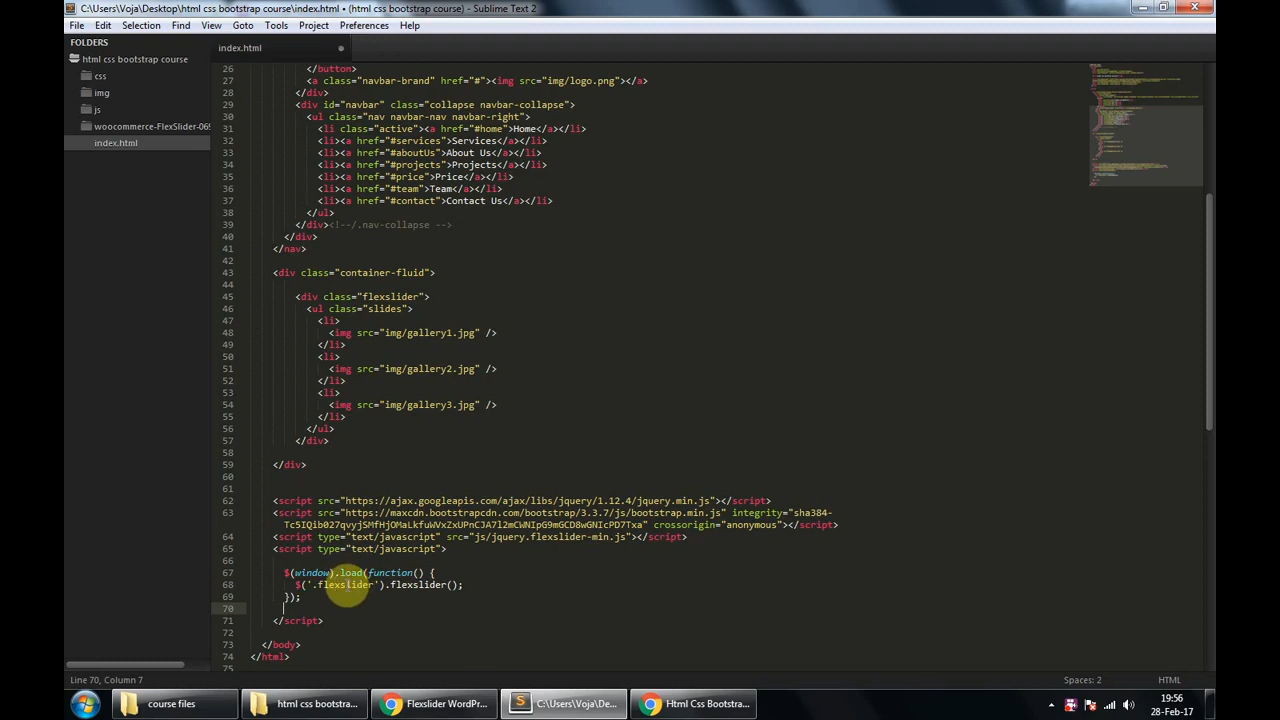 C:\Users\Voja\Desktop\html css bootstrap course\index.html • (html css bootstrap course) - Sublime Text 2
File Edit Selection Find View Goto Tools Project Preferences Help
FOLDERS
html css bootstrap course
css
img
js
woocommerce-FlexSlider-06
index.html
index.html
26 </button>
27 <a class="navbar-brand" href="#"><img src="img/logo.png"></a>
28 </div>
29 <div id="navbar" class="collapse navbar-collapse">
30 <ul class="nav navbar-nav navbar-right">
31 <li class="active"><a href="#home">Home</a></li>
32 <li><a href="#services">Services</a></li>
33 <li><a href="#aboutUs">About Us</a></li>
34 <li><a href="#projects">Projects</a></li>
35 <li><a href="#price">Price</a></li>
36 <li><a href="#team">Team</a></li>
37 <li><a href="#contact">Contact Us</a></li>
38 </ul>
39 </div><!--/.nav-collapse -->
40 </div>
41 </nav>
42
43 <div class="container-fluid">
44
45 <div class="flexslider">
46 <ul class="slides">
47 <li>
48 <img src="img/gallery1.jpg" />
49 </li>
50 <li>
51 <img src="img/gallery2.jpg" />
52 </li>
53 <li>
54 <img src="img/gallery3.jpg" />
55 </li>
56 </ul>
57 </div>
58
59 </div>
60
61
62 <script src="https://ajax.googleapis.com/ajax/libs/jquery/1.12.4/jquery.min.js"></script>
63 <script src="https://maxcdn.bootstrapcdn.com/bootstrap/3.3.7/js/bootstrap.min.js" integrity="sha384-
Tc5IQib027qvyjSMfHjOMaLkfuWVxZxUPnCJA7l2mCWNIpG9mGCD8wGNIcPD7Txa" crossorigin="anonymous"></script>
64 <script type="text/javascript" src="js/jquery.flexslider-min.js"></script>
65 <script type="text/javascript">
66
67 $(window).load(function() {
68 $('.flexslider').flexslider();
69 });
70
71 </script>
72
73 </body>
74 </html>
75
Line 70, Column 7
Spaces: 2
HTML
course files
html css bootstra...
Flexslider WordPr...
C:\Users\Voja\De...
Html Css Bootstra...
19:56
28-Feb-17